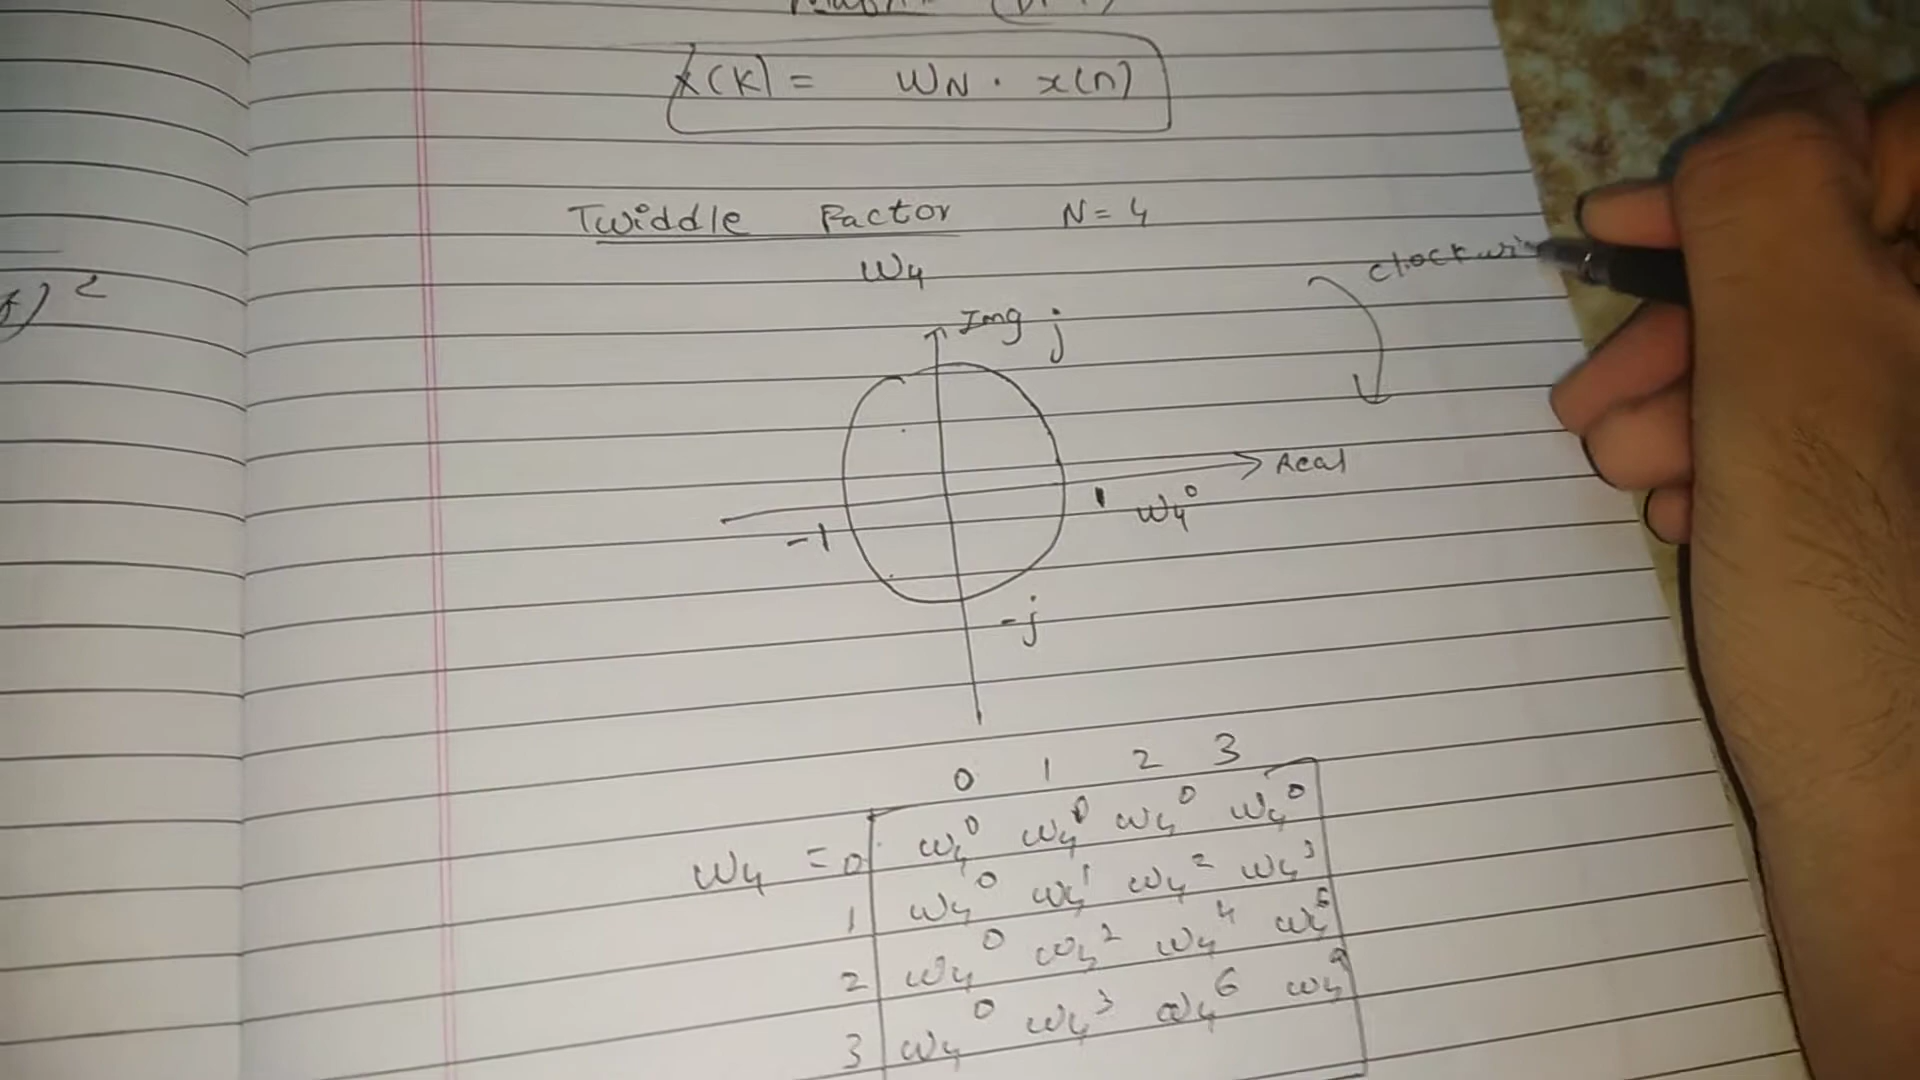 X(K) = WN . x(n)
Twiddle Factor N = 4
W4
Img j
clockwi
Real
1 W4^0
-1
-j
0 1 2 3
W4 = 0 W4^0 W4^0 W4^0 W4^0
1 W4^0 W4^1 W4^2 W4^3
2 W4^0 W4^2 W4^4 W4^6
3 W4^0 W4^3 W4^6 W4^9